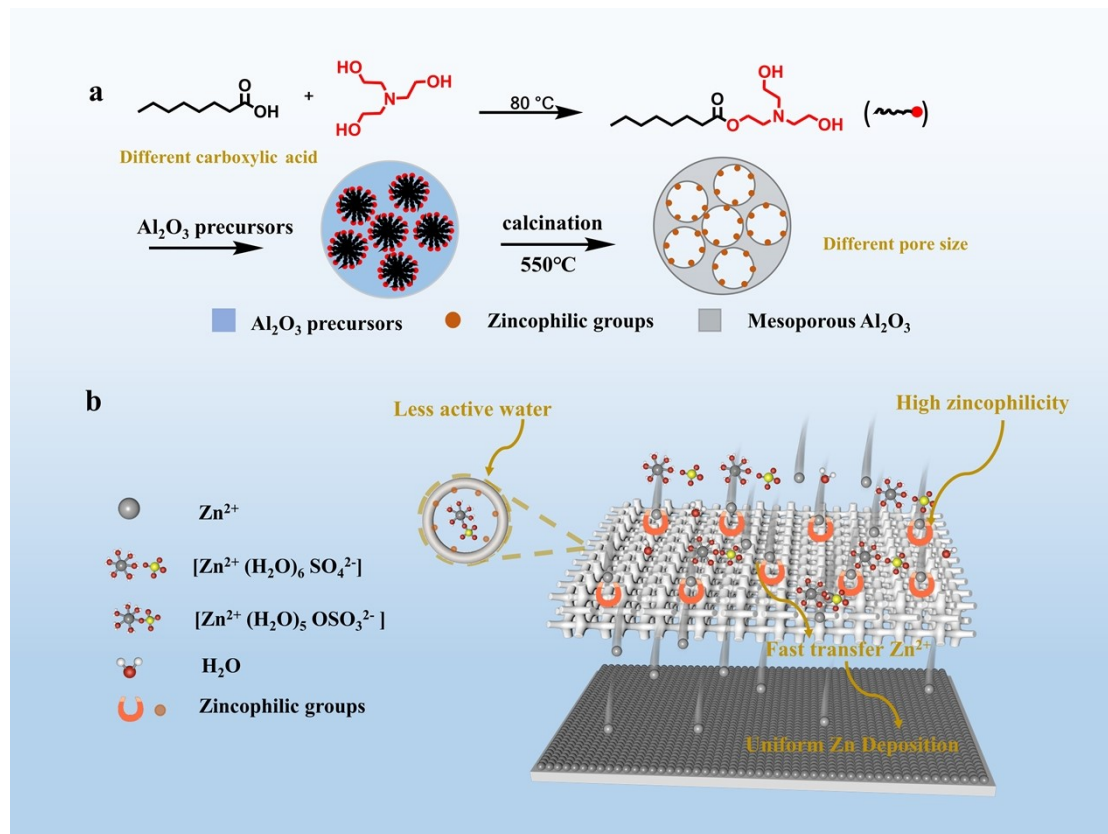 a
O
OH
+
HO
OH
N
HO
80 °C
O
O
OH
N
OH
( )
Different carboxylic acid
Al₂O₃ precursors
calcination
550℃
Different pore size
Al₂O₃ precursors
Zincophilic groups
Mesoporous Al₂O₃
b
Less active water
High zincophilicity
Zn²⁺
[Zn²⁺ (H₂O)₆ SO₄²⁻]
[Zn²⁺ (H₂O)₅ OSO₃²⁻ ]
H₂O
Zincophilic groups
Fast transfer Zn²⁺
Uniform Zn Deposition